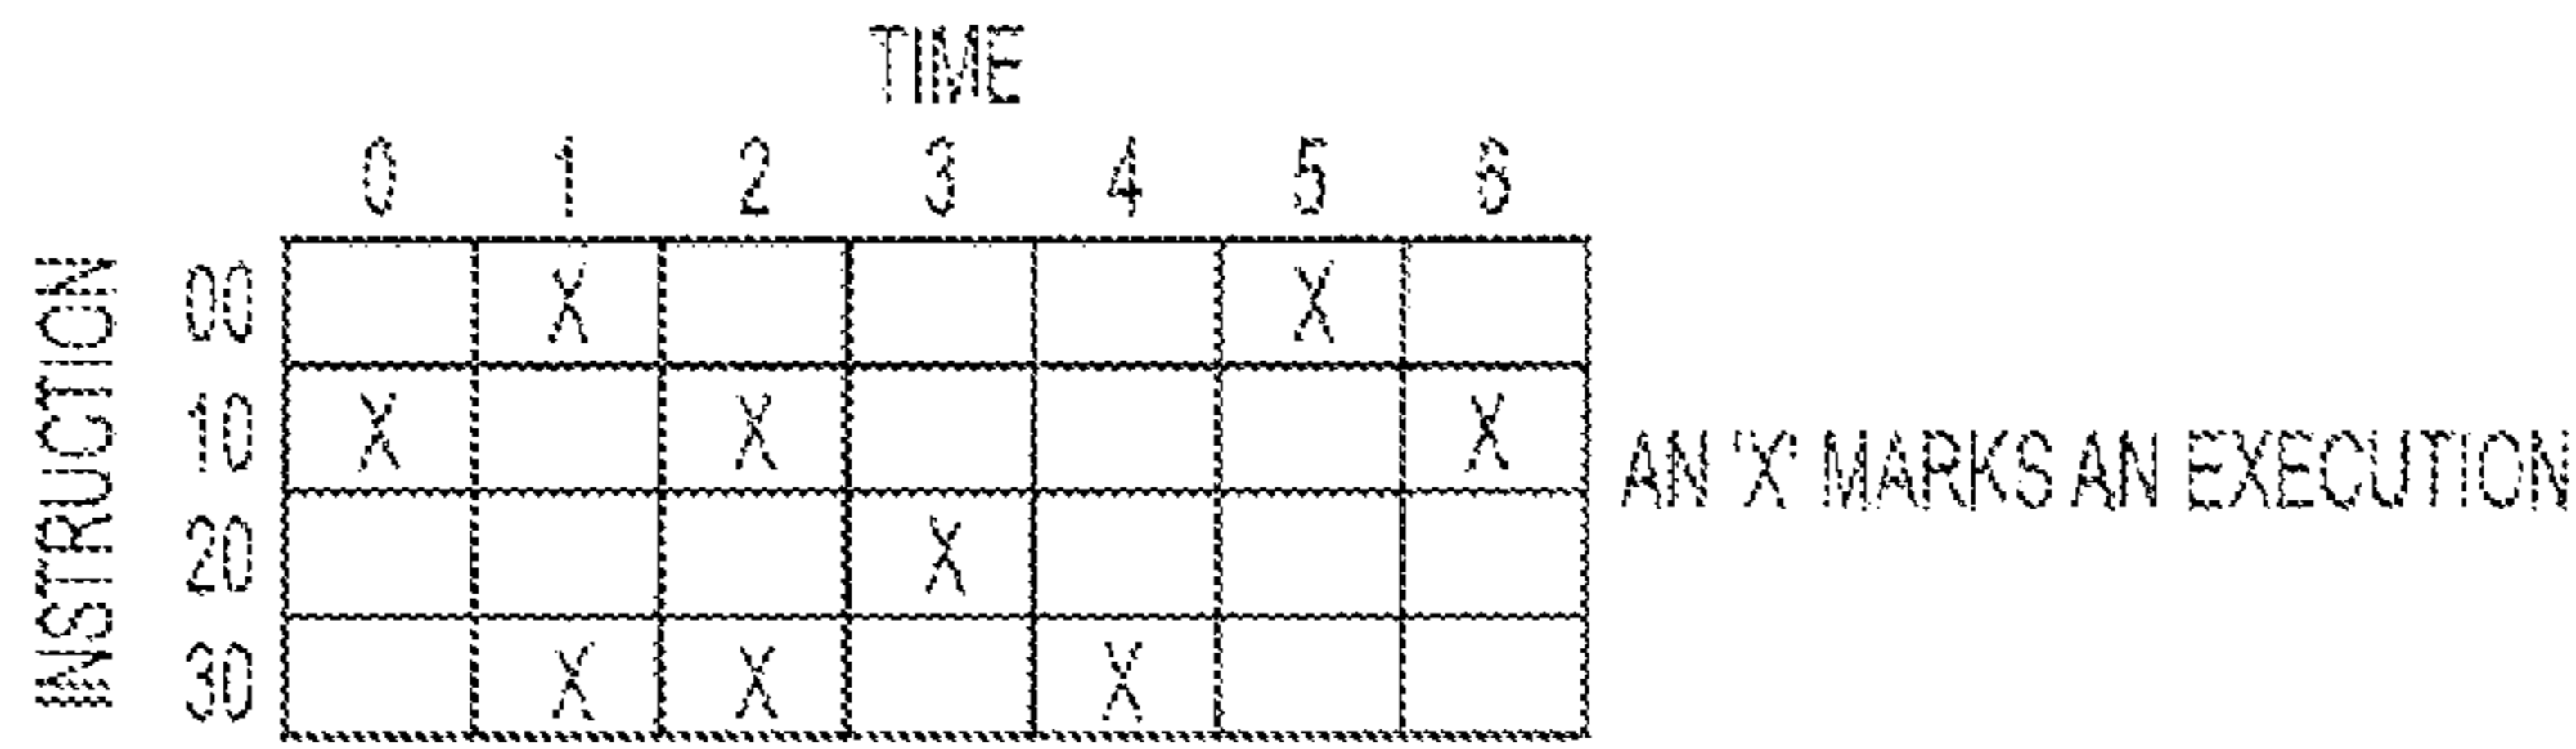 TIME
0 1 2 3 4 5 6
INSTRUCTION
00 X X
10 X X X
20 X
30 X X X
AN 'X' MARKS AN EXECUTION